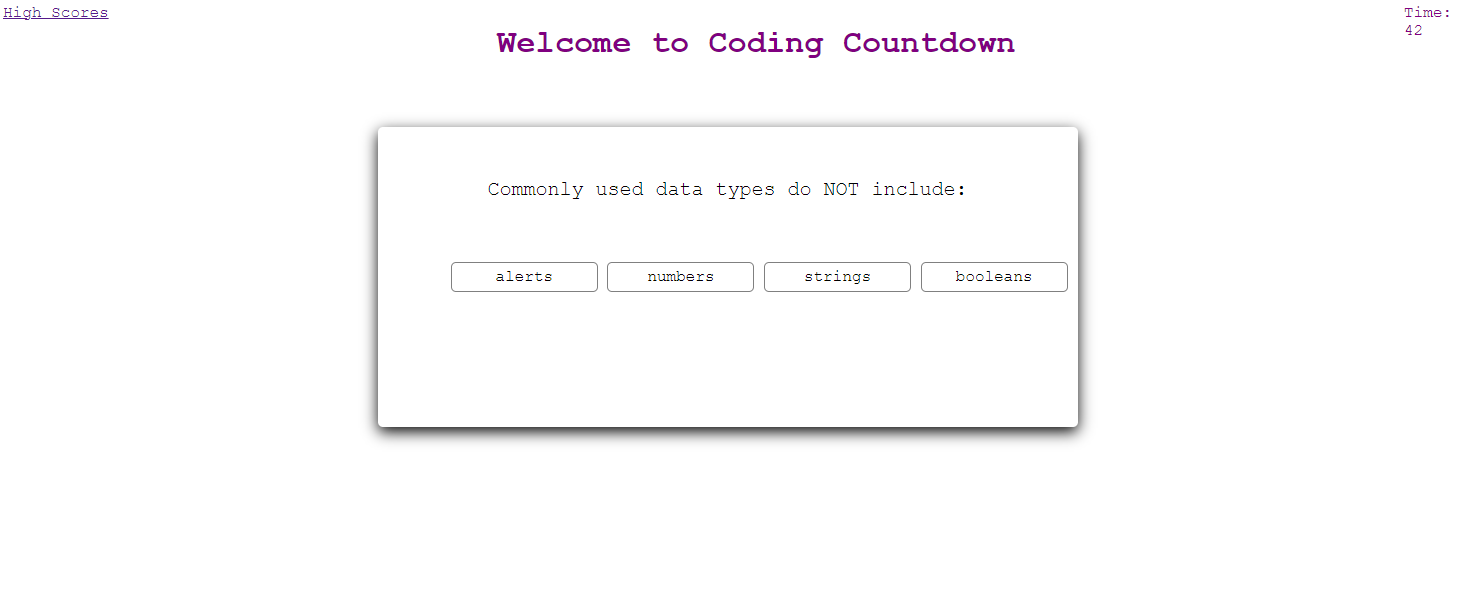 High Scores
Time:
42
Welcome to Coding Countdown
Commonly used data types do NOT include:
alerts numbers strings booleans